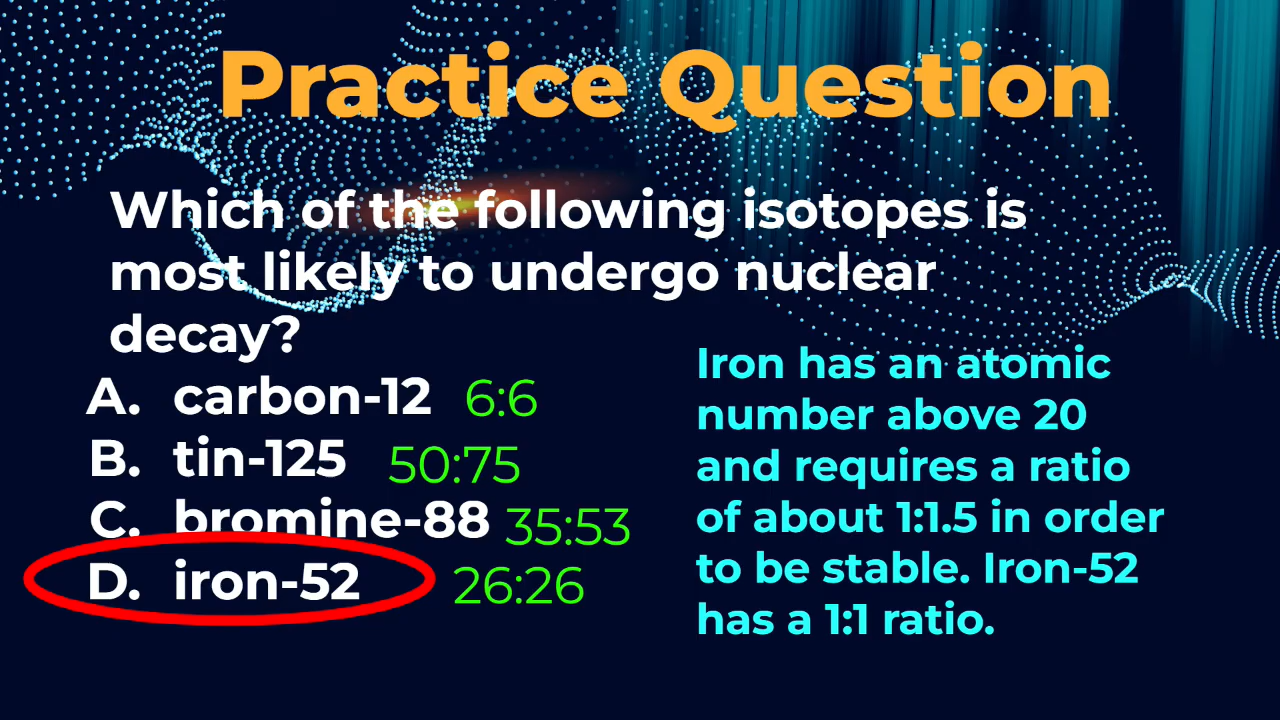 Practice Question
Which of the following isotopes is
most likely to undergo nuclear
decay?
A. carbon-12 6:6
B. tin-125 50:75
C. bromine-88 35:53
D. iron-52 26:26
Iron has an atomic
number above 20
and requires a ratio
of about 1:1.5 in order
to be stable. Iron-52
has a 1:1 ratio.